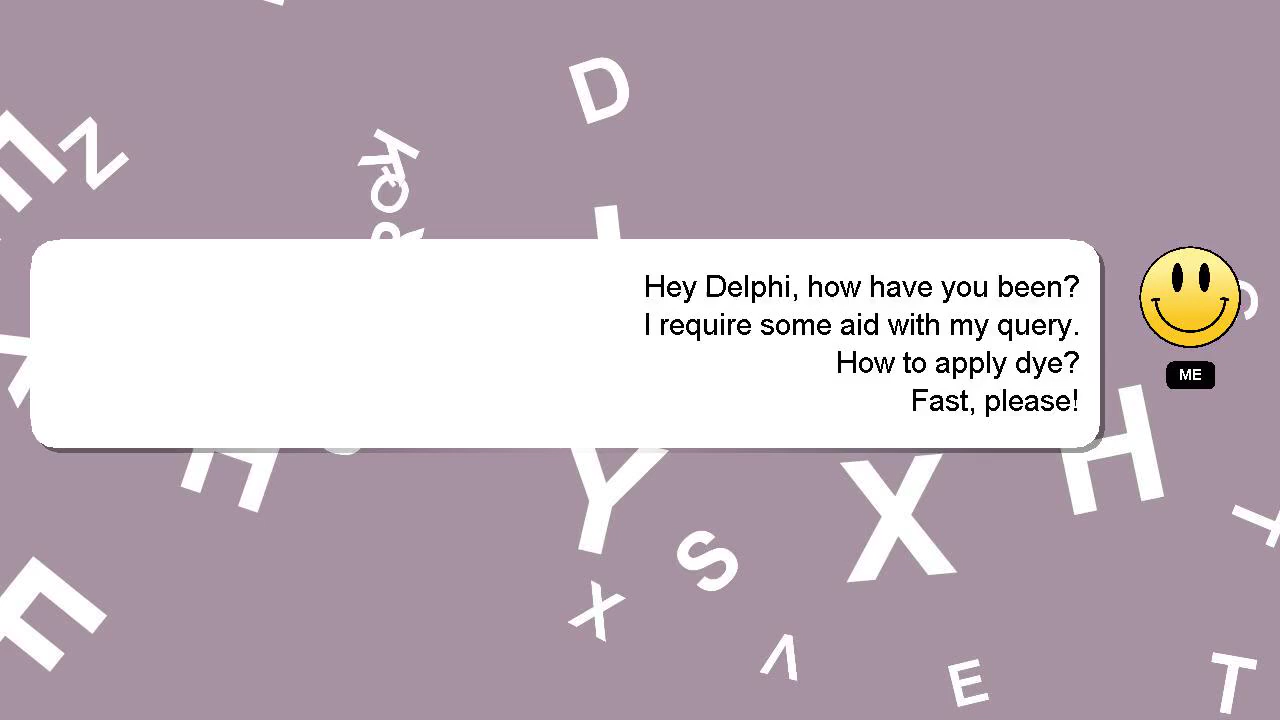 Hey Delphi, how have you been?
I require some aid with my query.
How to apply dye?
Fast, please!
ME
D
N
K
R
H
Y
X
H
S
X
V
E
T